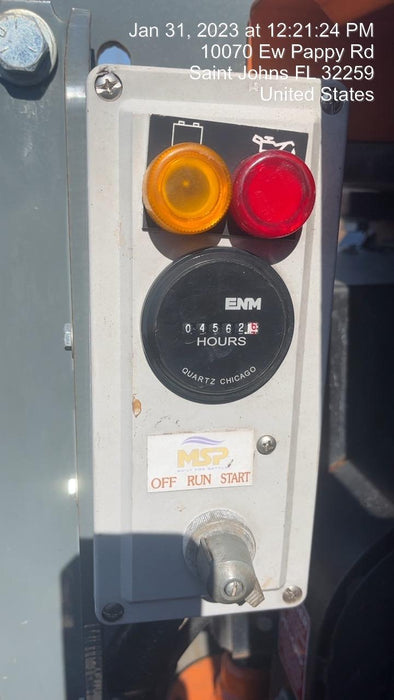 Jan 31, 2023 at 12:21:24 PM
10070 Ew Pappy Rd
Saint Johns FL 32259
United States
ENM
04562
HOURS
QUARTZ CHICAGO
MSP
OFF RUN START